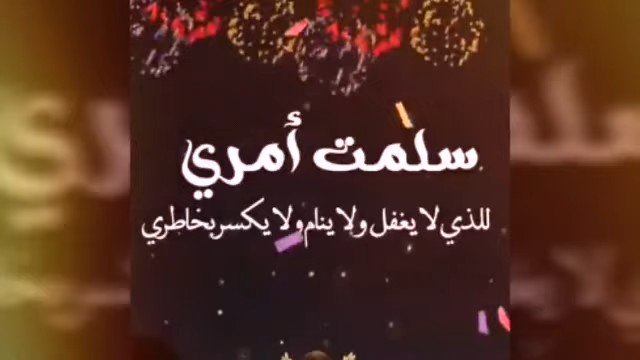 سلمت أمري
للذي لا يغفل ولا ينام ولا يكسر بخاطري